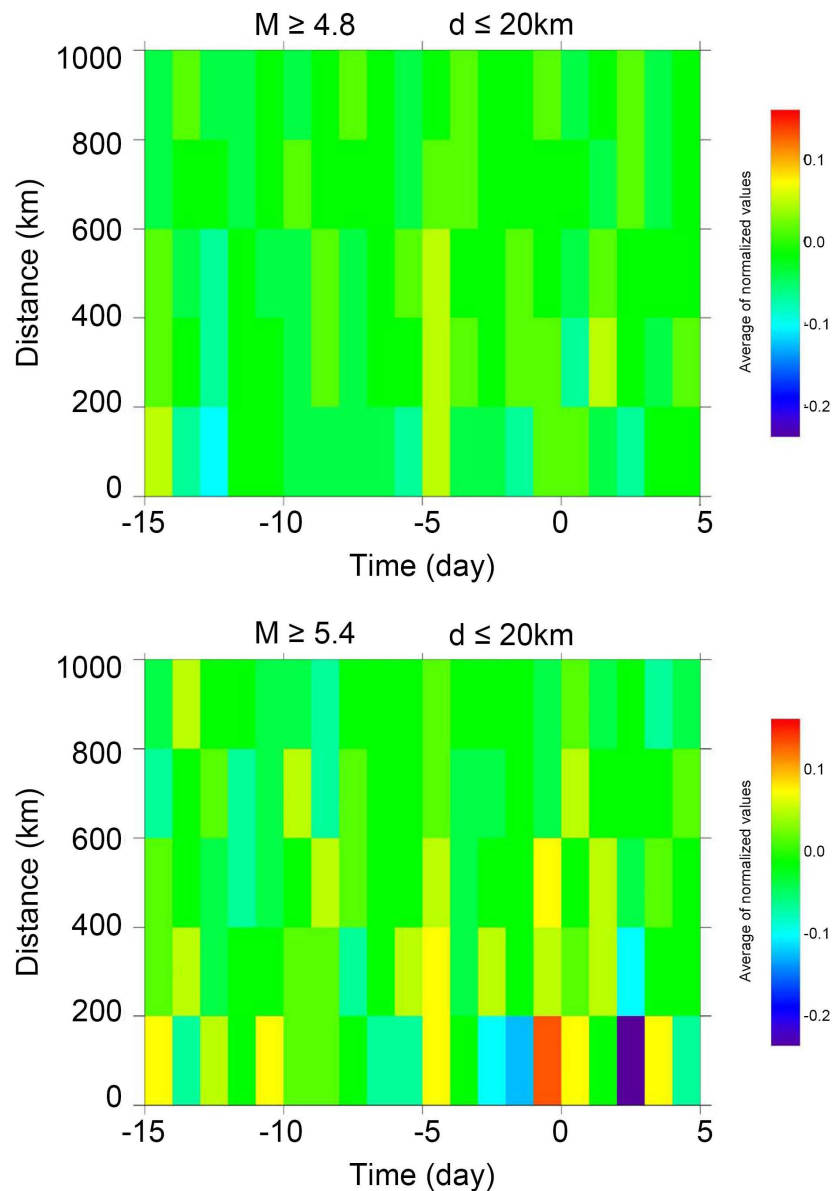 M ≥ 4.8 d ≤ 20km
1000
800
600
400
200
0
Distance (km)
-15 -10 -5 0 5
Time (day)
0.1
0.0
-0.1
-0.2
Average of normalized values
M ≥ 5.4 d ≤ 20km
1000
800
600
400
200
0
Distance (km)
-15 -10 -5 0 5
Time (day)
0.1
0.0
-0.1
-0.2
Average of normalized values